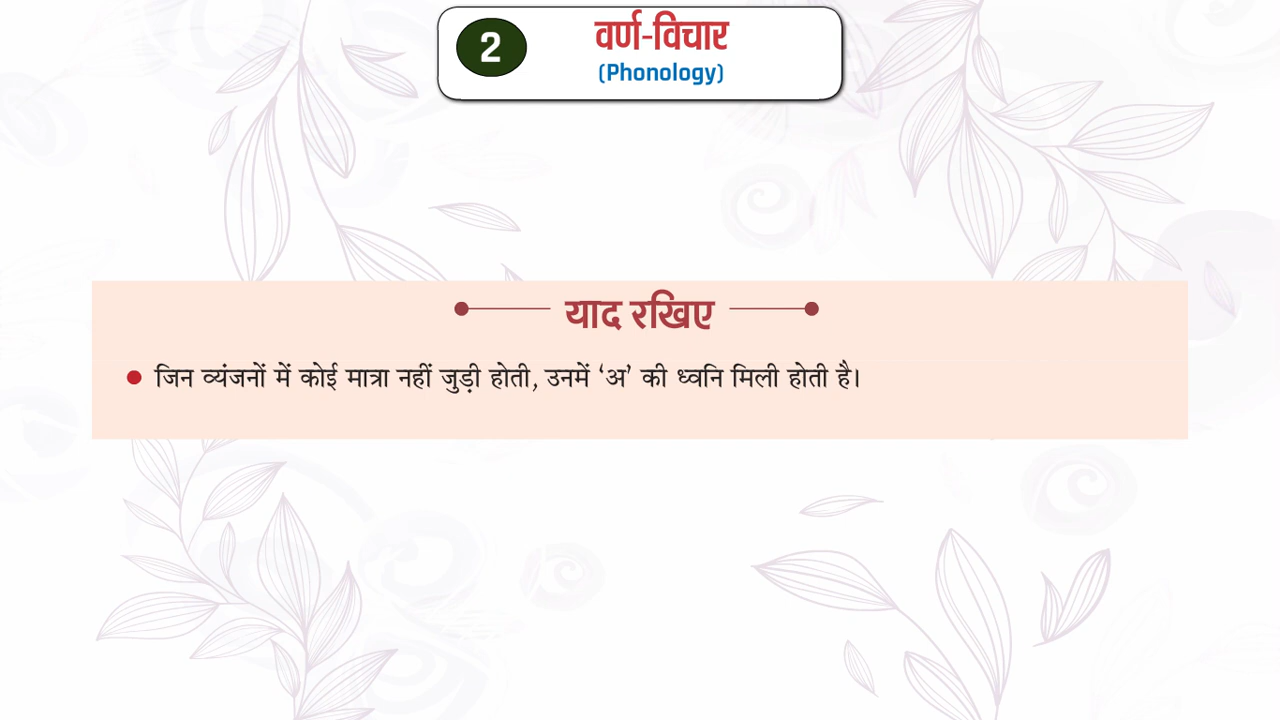 2
वर्ण-विचार
(Phonology)
याद रखिए
● जिन व्यंजनों में कोई मात्रा नहीं जुड़ी होती, उनमें ‘अ’ की ध्वनि मिली होती है।